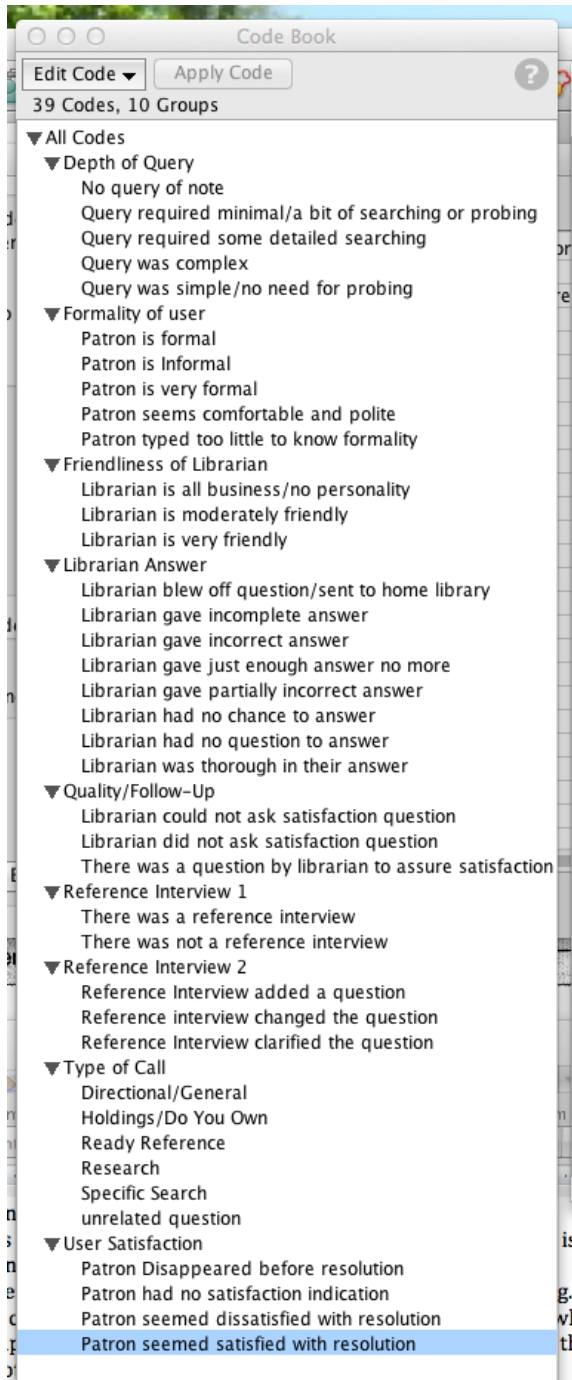 Code Book
Edit Code Apply Code ?
39 Codes, 10 Groups
All Codes
Depth of Query
No query of note
Query required minimal/a bit of searching or probing
Query required some detailed searching
Query was complex
Query was simple/no need for probing
Formality of user
Patron is formal
Patron is Informal
Patron is very formal
Patron seems comfortable and polite
Patron typed too little to know formality
Friendliness of Librarian
Librarian is all business/no personality
Librarian is moderately friendly
Librarian is very friendly
Librarian Answer
Librarian blew off question/sent to home library
Librarian gave incomplete answer
Librarian gave incorrect answer
Librarian gave just enough answer no more
Librarian gave partially incorrect answer
Librarian had no chance to answer
Librarian had no question to answer
Librarian was thorough in their answer
Quality/Follow-Up
Librarian could not ask satisfaction question
Librarian did not ask satisfaction question
There was a question by librarian to assure satisfaction
Reference Interview 1
There was a reference interview
There was not a reference interview
Reference Interview 2
Reference Interview added a question
Reference interview changed the question
Reference Interview clarified the question
Type of Call
Directional/General
Holdings/Do You Own
Ready Reference
Research
Specific Search
unrelated question
User Satisfaction
Patron Disappeared before resolution
Patron had no satisfaction indication
Patron seemed dissatisfied with resolution
Patron seemed satisfied with resolution